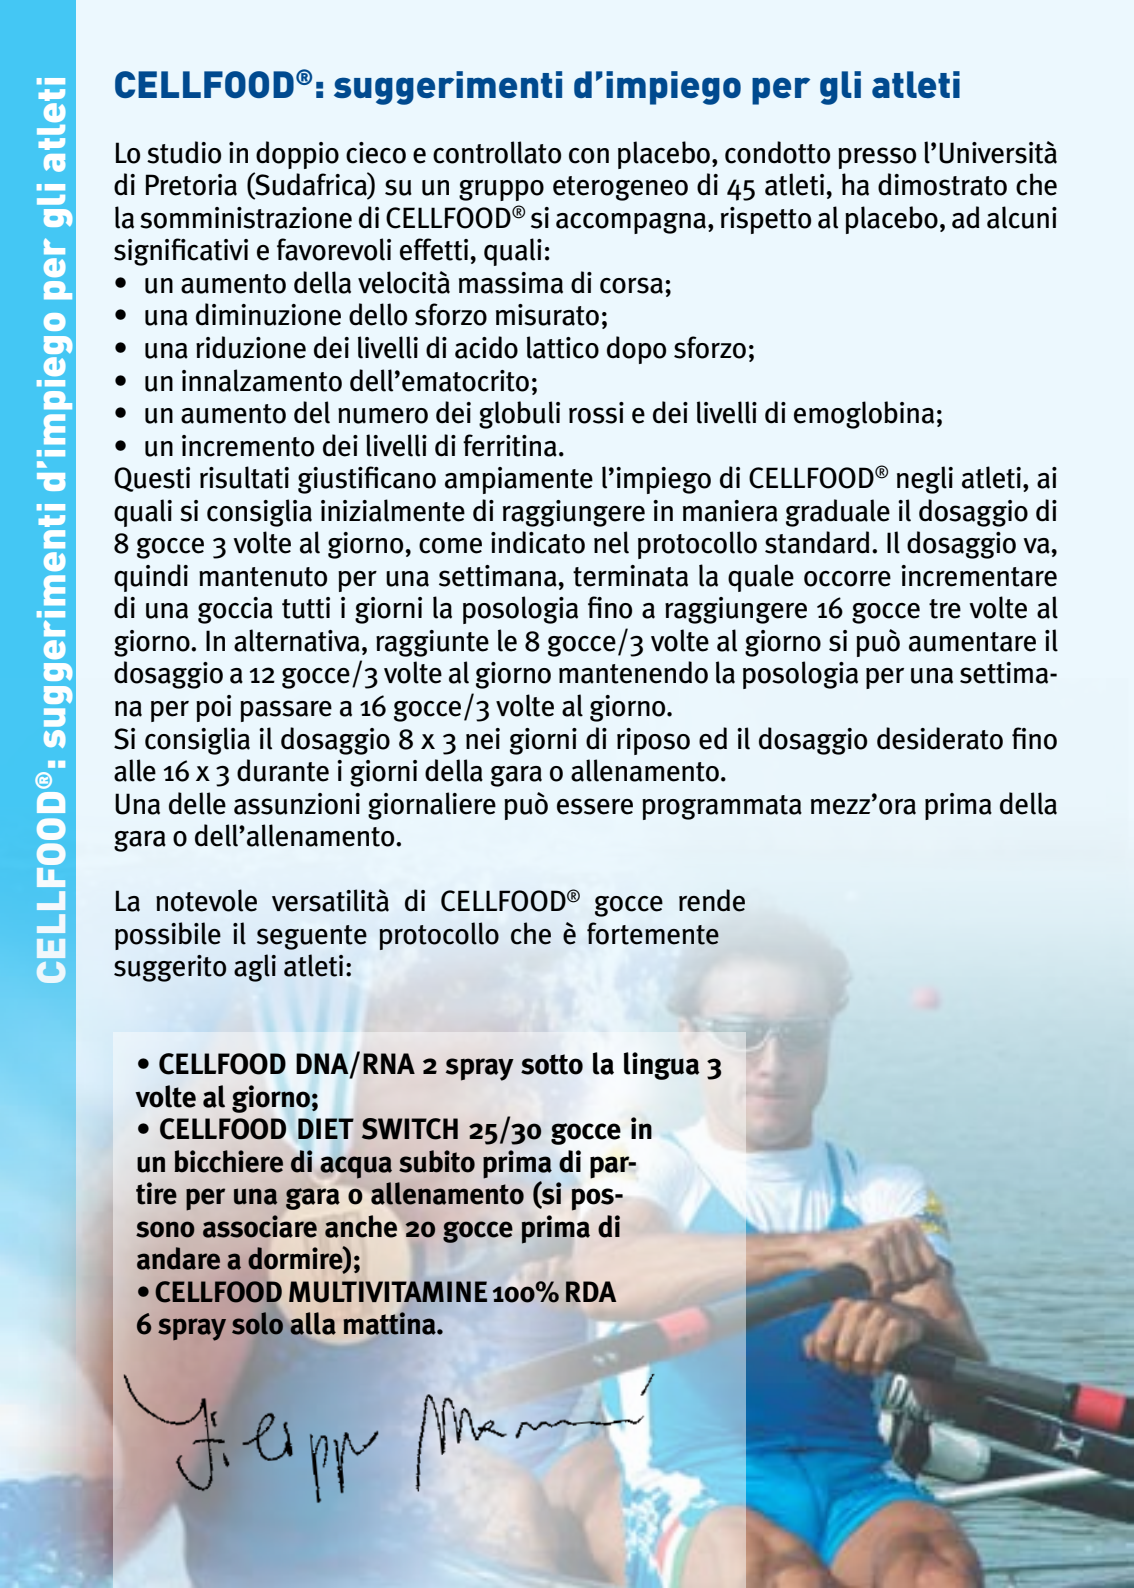 CELLFOOD®: suggerimenti d’impiego per gli atleti
CELLFOOD®: suggerimenti d’impiego per gli atleti
Lo studio in doppio cieco e controllato con placebo, condotto presso l’Università
di Pretoria (Sudafrica) su un gruppo eterogeneo di 45 atleti, ha dimostrato che
la somministrazione di CELLFOOD® si accompagna, rispetto al placebo, ad alcuni
significativi e favorevoli effetti, quali:
• un aumento della velocità massima di corsa;
• una diminuzione dello sforzo misurato;
• una riduzione dei livelli di acido lattico dopo sforzo;
• un innalzamento dell’ematocrito;
• un aumento del numero dei globuli rossi e dei livelli di emoglobina;
• un incremento dei livelli di ferritina.
Questi risultati giustificano ampiamente l’impiego di CELLFOOD® negli atleti, ai
quali si consiglia inizialmente di raggiungere in maniera graduale il dosaggio di
8 gocce 3 volte al giorno, come indicato nel protocollo standard. Il dosaggio va,
quindi mantenuto per una settimana, terminata la quale occorre incrementare
di una goccia tutti i giorni la posologia fino a raggiungere 16 gocce tre volte al
giorno. In alternativa, raggiunte le 8 gocce/3 volte al giorno si può aumentare il
dosaggio a 12 gocce/3 volte al giorno mantenendo la posologia per una settima-
na per poi passare a 16 gocce/3 volte al giorno.
Si consiglia il dosaggio 8 x 3 nei giorni di riposo ed il dosaggio desiderato fino
alle 16 x 3 durante i giorni della gara o allenamento.
Una delle assunzioni giornaliere può essere programmata mezz’ora prima della
gara o dell’allenamento.
La notevole versatilità di CELLFOOD® gocce rende
possibile il seguente protocollo che è fortemente
suggerito agli atleti:
• CELLFOOD DNA/RNA 2 spray sotto la lingua 3
volte al giorno;
• CELLFOOD DIET SWITCH 25/30 gocce in
un bicchiere di acqua subito prima di par-
tire per una gara o allenamento (si pos-
sono associare anche 20 gocce prima di
andare a dormire);
• CELLFOOD MULTIVITAMINE 100% RDA
6 spray solo alla mattina.